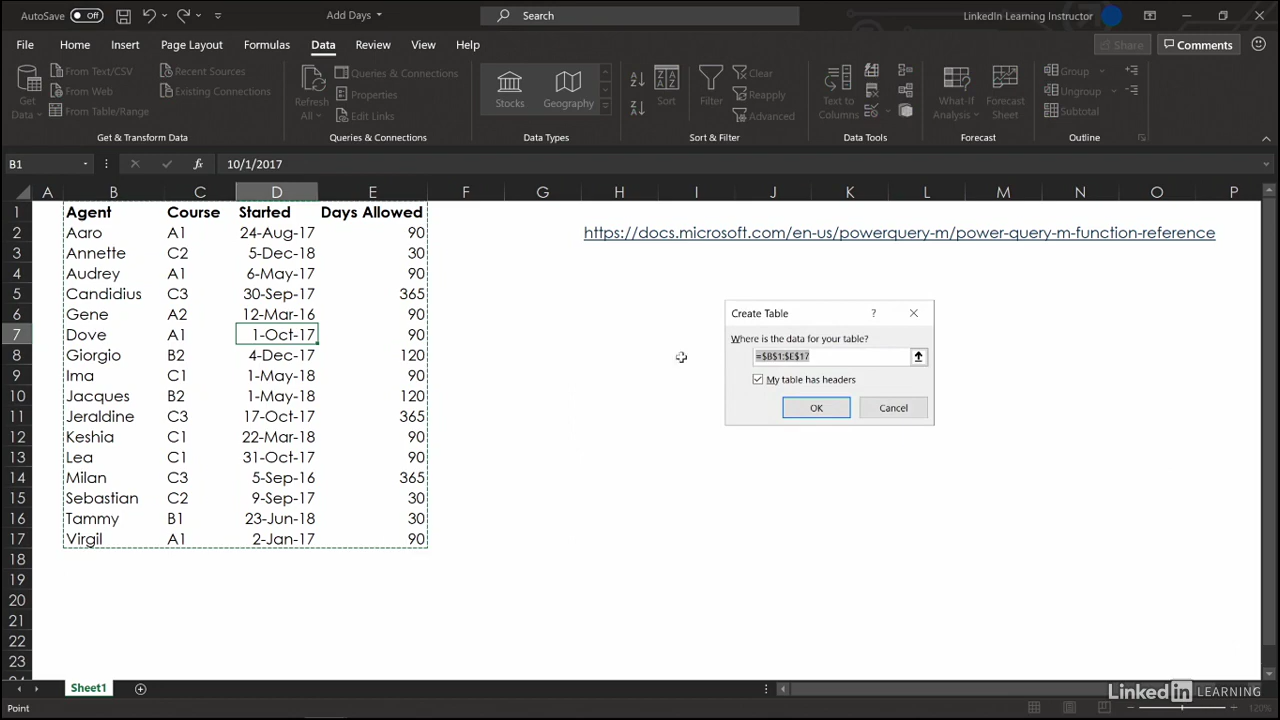 AutoSave Off Add Days Search LinkedIn Learning Instructor
File Home Insert Page Layout Formulas Data Review View Help Share Comments
Get Data From Text/CSV From Web From Table/Range Recent Sources Existing Connections
Get & Transform Data
Refresh All Queries & Connections Properties Edit Links
Queries & Connections
Stocks Geography
Data Types
Sort Filter Clear Reapply Advanced
Sort & Filter
Text to Columns
Data Tools
What-If Analysis Forecast Sheet
Forecast
Group Ungroup Subtotal
Outline
B1 fx 10/1/2017
A B C D E F G H I J K L M N O P
1 Agent Course Started Days Allowed
2 Aaro A1 24-Aug-17 90 https://docs.microsoft.com/en-us/powerquery-m/power-query-m-function-reference
3 Annette C2 5-Dec-18 30
4 Audrey A1 6-May-17 90
5 Candidius C3 30-Sep-17 365
6 Gene A2 12-Mar-16 90
7 Dove A1 1-Oct-17 90
8 Giorgio B2 4-Dec-17 120
9 Ima C1 1-May-18 90
10 Jacques B2 1-May-18 120
11 Jeraldine C3 17-Oct-17 365
12 Keshia C1 22-Mar-18 90
13 Lea C1 31-Oct-17 90
14 Milan C3 5-Sep-16 365
15 Sebastian C2 9-Sep-17 30
16 Tammy B1 23-Jun-18 30
17 Virgil A1 2-Jan-17 90
18
19
20
21
22
23
Create Table ?
Where is the data for your table?
=$B$1:$E$17
My table has headers
OK Cancel
Sheet1
Linked in LEARNING
Point 120%